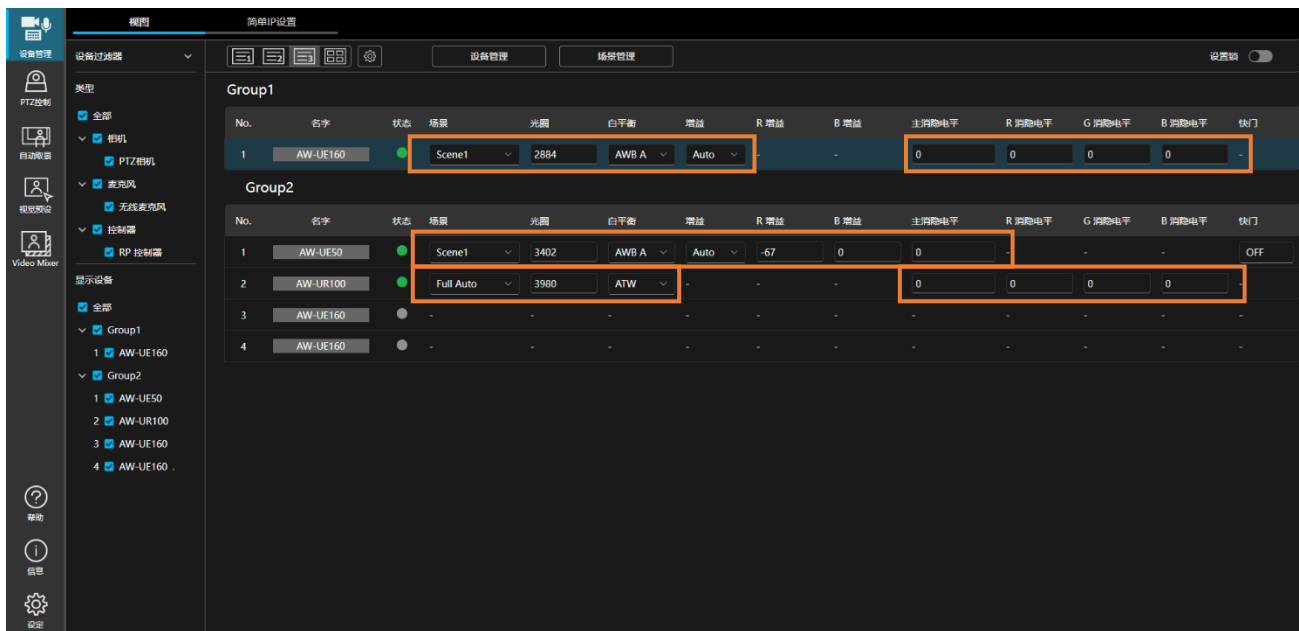 视图 简单IP设置
设备管理
PTZ控制
自动取景
视觉预设
Video Mixer
帮助
信息
设定
设备过滤器
类型
全部
相机
PTZ相机
麦克风
无线麦克风
控制器
RP 控制器
显示设备
全部
Group1
1 AW-UE160
Group2
1 AW-UE50
2 AW-UR100
3 AW-UE160
4 AW-UE160 .
1 2 3 设备管理 场景管理 设置锁
Group1
No. 名字 状态 场景 光圈 白平衡 增益 R 增益 B 增益 主消隐电平 R 消隐电平 G 消隐电平 B 消隐电平 快门
1 AW-UE160 Scene1 2884 AWB A Auto - - 0 0 0 0 -
Group2
No. 名字 状态 场景 光圈 白平衡 增益 R 增益 B 增益 主消隐电平 R 消隐电平 G 消隐电平 B 消隐电平 快门
1 AW-UE50 Scene1 3402 AWB A Auto -67 0 0 - - - OFF
2 AW-UR100 Full Auto 3980 ATW - - - 0 0 0 0 -
3 AW-UE160 - - - - - - - - - - -
4 AW-UE160 - - - - - - - - - - -